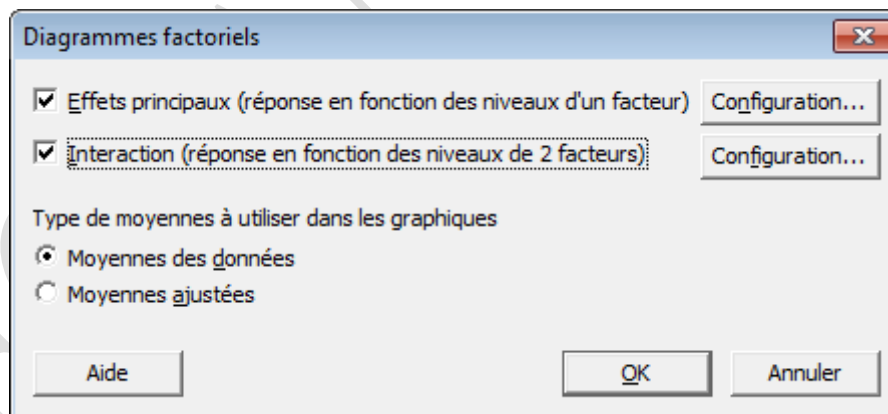 Diagrammes factoriels
Effets principaux (réponse en fonction des niveaux d'un facteur) Configuration...
Interaction (réponse en fonction des niveaux de 2 facteurs) Configuration...
Type de moyennes à utiliser dans les graphiques
Moyennes des données
Moyennes ajustées
Aide OK Annuler